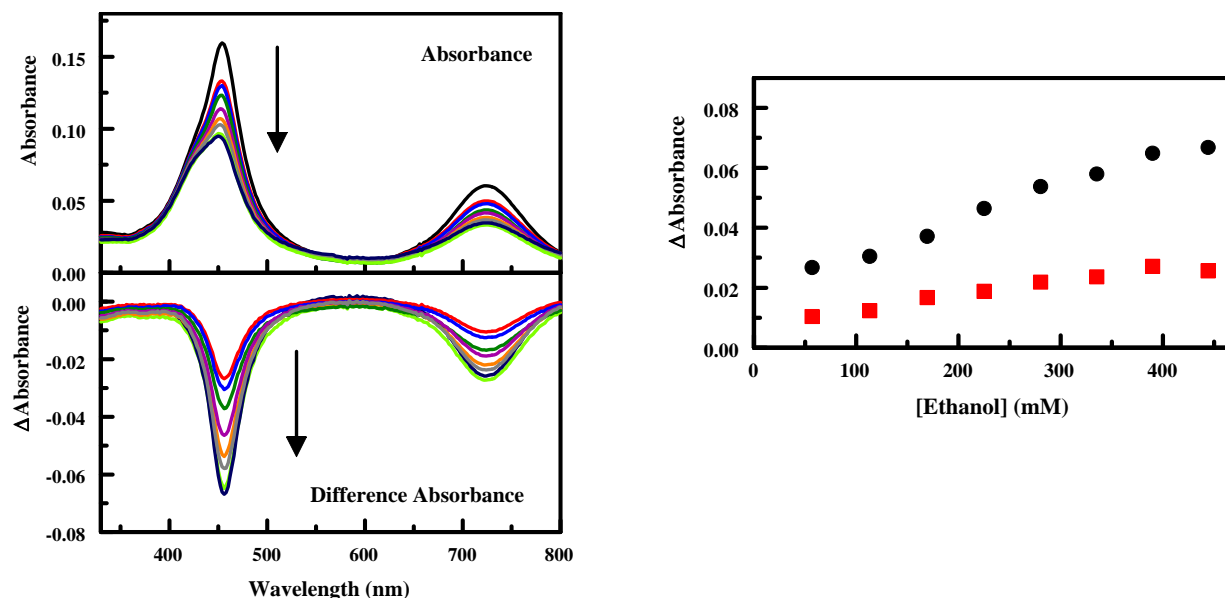 0.15
0.10
0.05
0.00
Absorbance
Absorbance
0.00
-0.02
-0.04
-0.06
-0.08
ΔAbsorbance
Difference Absorbance
400 500 600 700 800
Wavelength (nm)
0.08
0.06
0.04
0.02
0.00
ΔAbsorbance
0 100 200 300 400
[Ethanol] (mM)